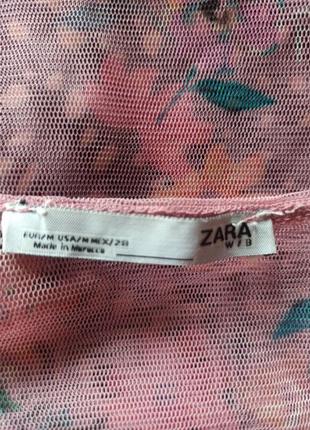 EUR/M USA/M MEX/28
Made in Morocco
ZARA
W/B